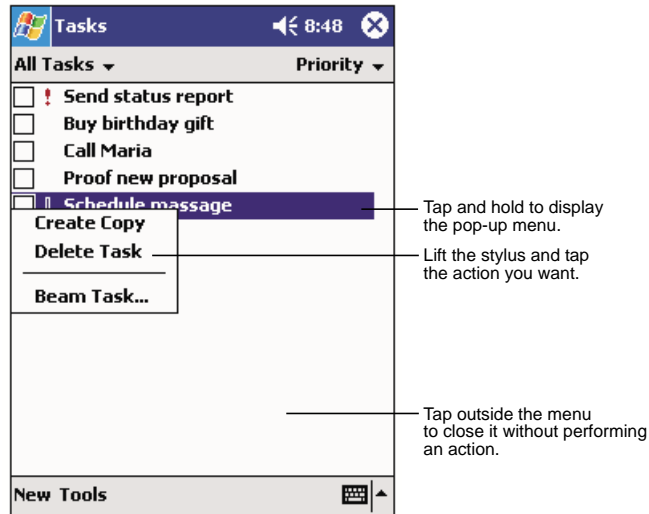 Tasks 8:48
All Tasks Priority
! Send status report
Buy birthday gift
Call Maria
Proof new proposal
Schedule massage
Create Copy
Delete Task
Beam Task...
Tap and hold to display
the pop-up menu.
Lift the stylus and tap
the action you want.
Tap outside the menu
to close it without performing
an action.
New Tools